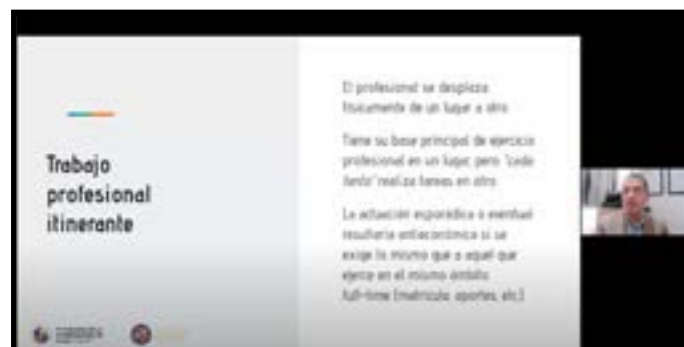 Trabajo
profesional
itinerante
El profesional se desplaza
físicamente de un lugar a otro
Tiene su base principal de ejercicio
profesional en un lugar, pero "cada
tanto" realiza tareas en otro
La actuación esporádica o eventual
resultaría antieconómica si se
exige lo mismo que a aquel que
ejerce en el mismo ámbito
full-time (matrícula, aportes, etc.)